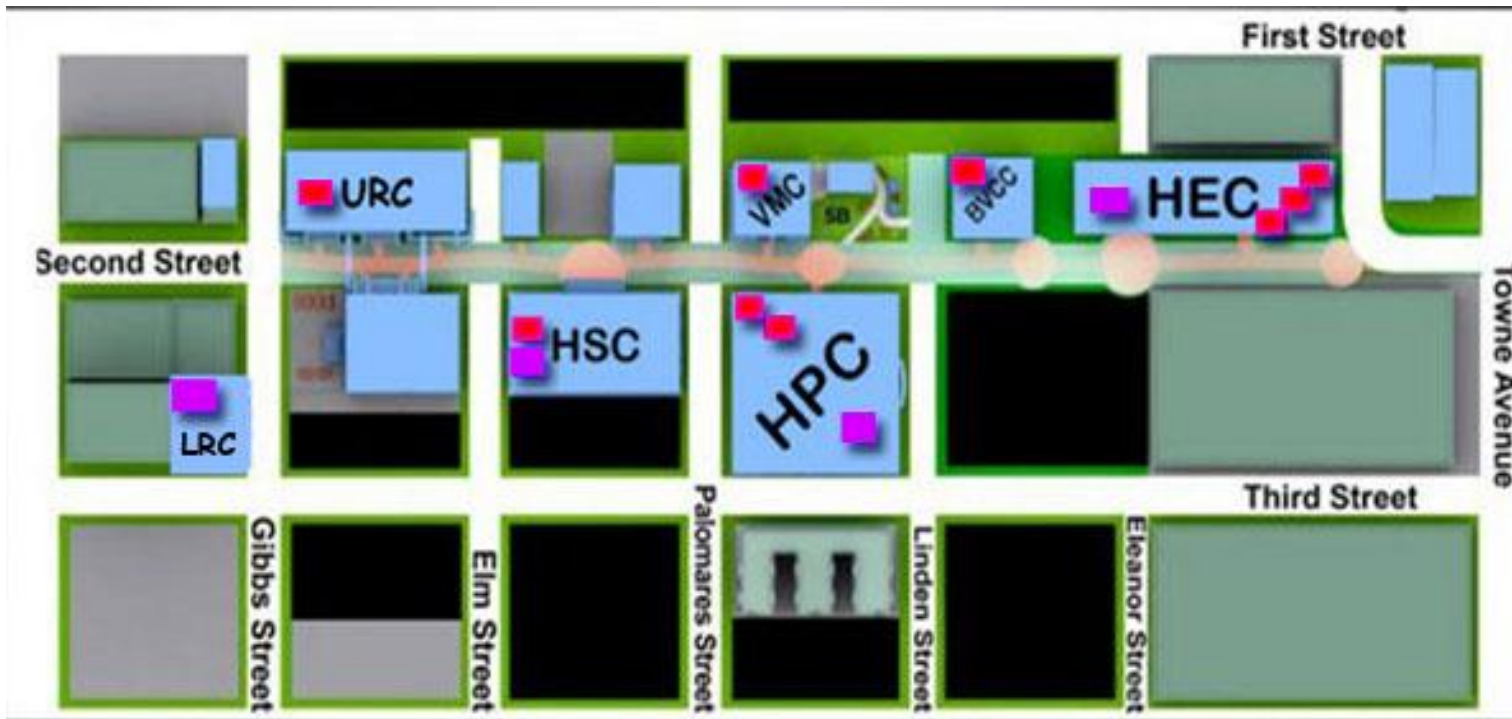 First Street
URC
VMC
SB
BVCC
HEC
Second Street
HSC
HPC
LRC
Towne Avenue
Third Street
Gibbs Street
Elm Street
Palomares Street
Linden Street
Eleanor Street